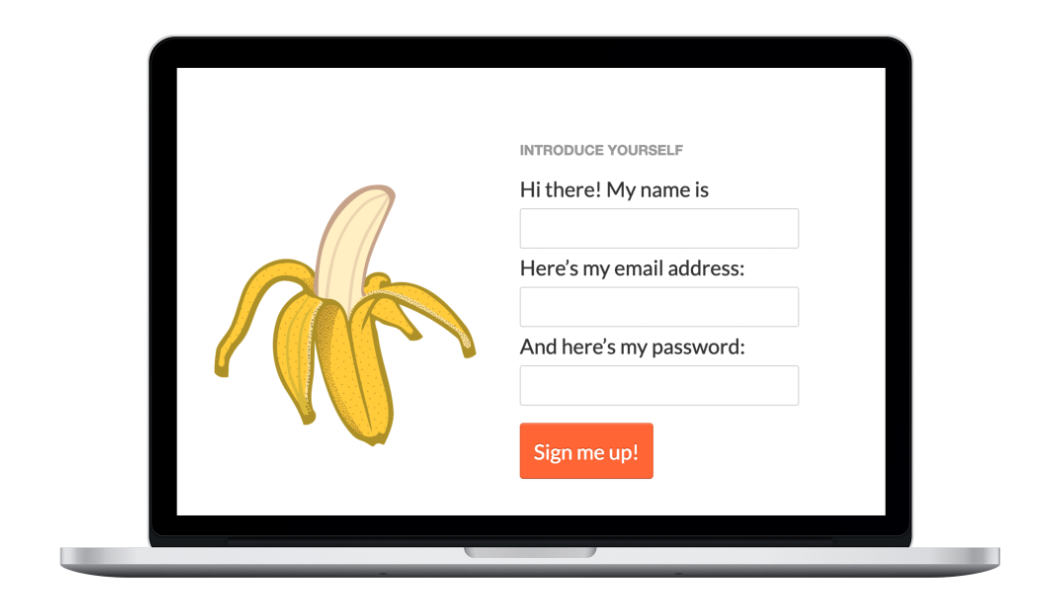 INTRODUCE YOURSELF
Hi there! My name is
Here’s my email address:
And here’s my password:
Sign me up!